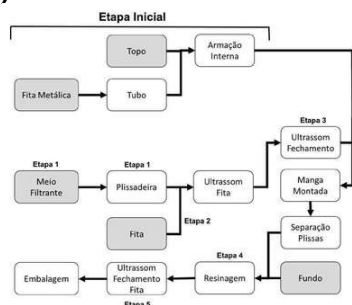 Etapa Inicial
Topo
Armação
Interna
Fita Metálica
Tubo
Etapa 3
Ultrassom
Fechamento
Etapa 1
Meio
Filtrante
Etapa 1
Plissadeira
Ultrassom
Fita
Manga
Montada
Etapa 2
Fita
Separação
Plissas
Etapa 4
Embalagem
Ultrassom
Fechamento
Fita
Resinagem
Fundo
Etapa 5